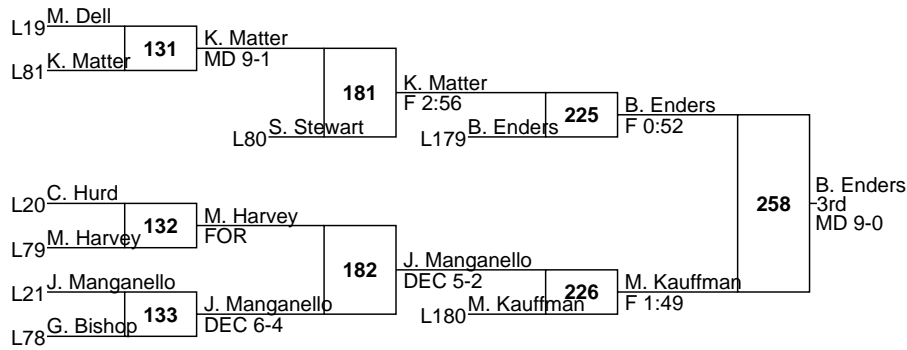 L19 M. Dell
131
L81 K. Matter
K. Matter
MD 9-1
181
L80 S. Stewart
K. Matter
F 2:56
225
L179 B. Enders
B. Enders
F 0:52
258
B. Enders
3rd
MD 9-0
L20 C. Hurd
132
L79 M. Harvey
M. Harvey
FOR
182
L21 J. Manganello
133
L78 G. Bishop
J. Manganello
DEC 6-4
J. Manganello
DEC 5-2
226
L180 M. Kauffman
M. Kauffman
F 1:49